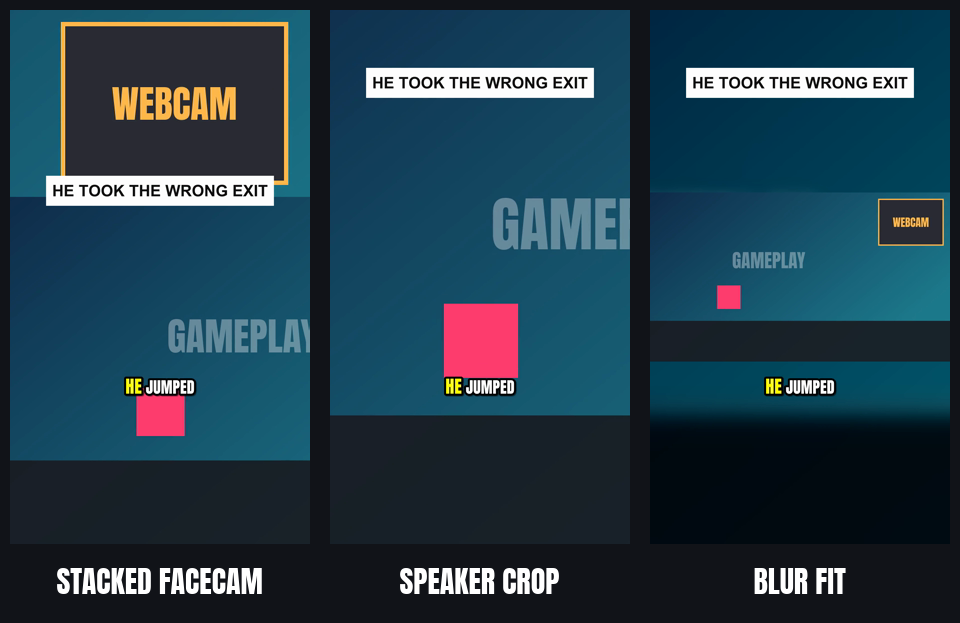 WEBCAM
HE TOOK THE WRONG EXIT
GAMEPLAY
HE JUMPED
STACKED FACECAM
HE TOOK THE WRONG EXIT
GAMEI
HE JUMPED
SPEAKER CROP
HE TOOK THE WRONG EXIT
WEBCAM
GAMEPLAY
HE JUMPED
BLUR FIT